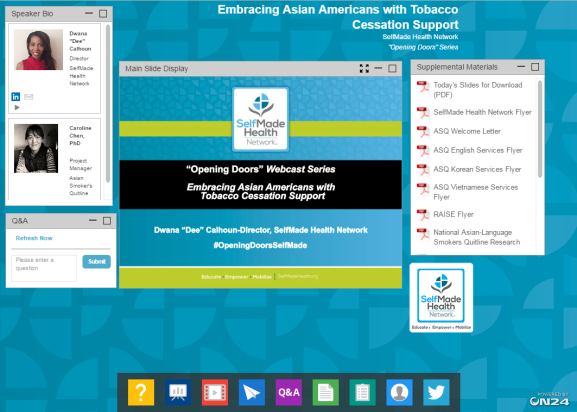 Embracing Asian Americans with Tobacco
Cessation Support
SelfMade Health Network
"Opening Doors" Series
Speaker Bio
Dwana
"Dee"
Calhoun
Director
SelfMade
Health
Network
in
Caroline
Chen,
PhD
Project
Manager
Asian
Smoker's
Quitline
Q&A
Refresh Now
Please enter a
question
Submit
Main Slide Display
SelfMade
Health
Network
"Opening Doors" Webcast Series
Embracing Asian Americans with
Tobacco Cessation Support
Dwana "Dee" Calhoun-Director, SelfMade Health Network
#OpeningDoorsSelfMade
Educate • Empower • Mobilize
Supplemental Materials
Today's Slides for Download
(PDF)
SelfMade Health Network Flyer
ASQ Welcome Letter
ASQ English Services Flyer
ASQ Korean Services Flyer
ASQ Vietnamese Services
Flyer
RAISE Flyer
National Asian-Language
Smokers Quitline Research
SelfMade
Health
Network
Educate • Empower • Mobilize
?
Q&A
POWERED BY
ON24